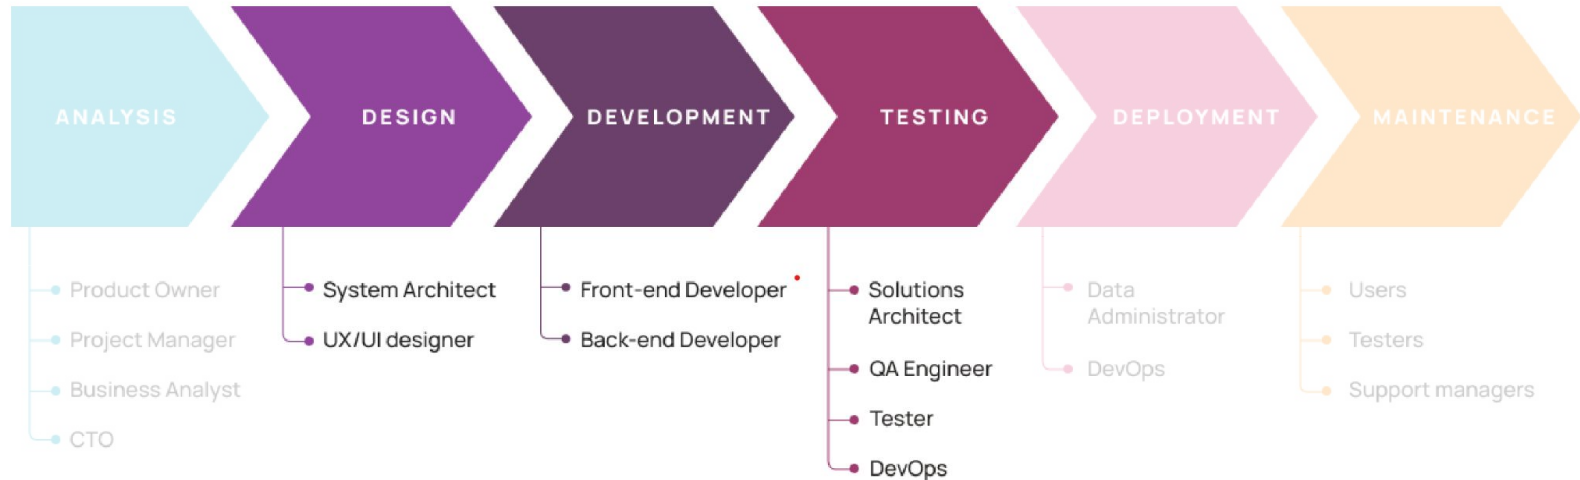 ANALYSIS
DESIGN
DEVELOPMENT
TESTING
DEPLOYMENT
MAINTENANCE
Product Owner
Project Manager
Business Analyst
CTO
System Architect
UX/UI designer
Front-end Developer
Back-end Developer
Solutions
Architect
QA Engineer
Tester
DevOps
Data
Administrator
DevOps
Users
Testers
Support managers